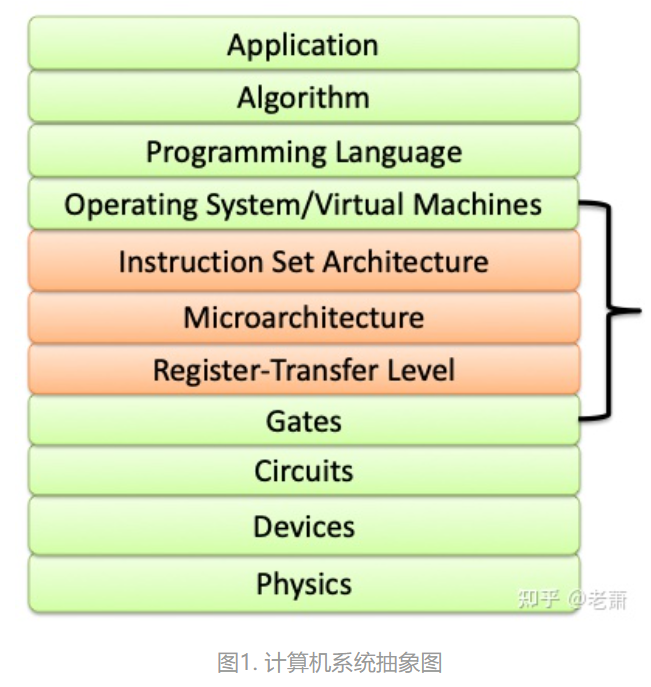 Application
Algorithm
Programming Language
Operating System/Virtual Machines
Instruction Set Architecture
Microarchitecture
Register-Transfer Level
Gates
Circuits
Devices
Physics
知乎 @老萧
图1. 计算机系统抽象图